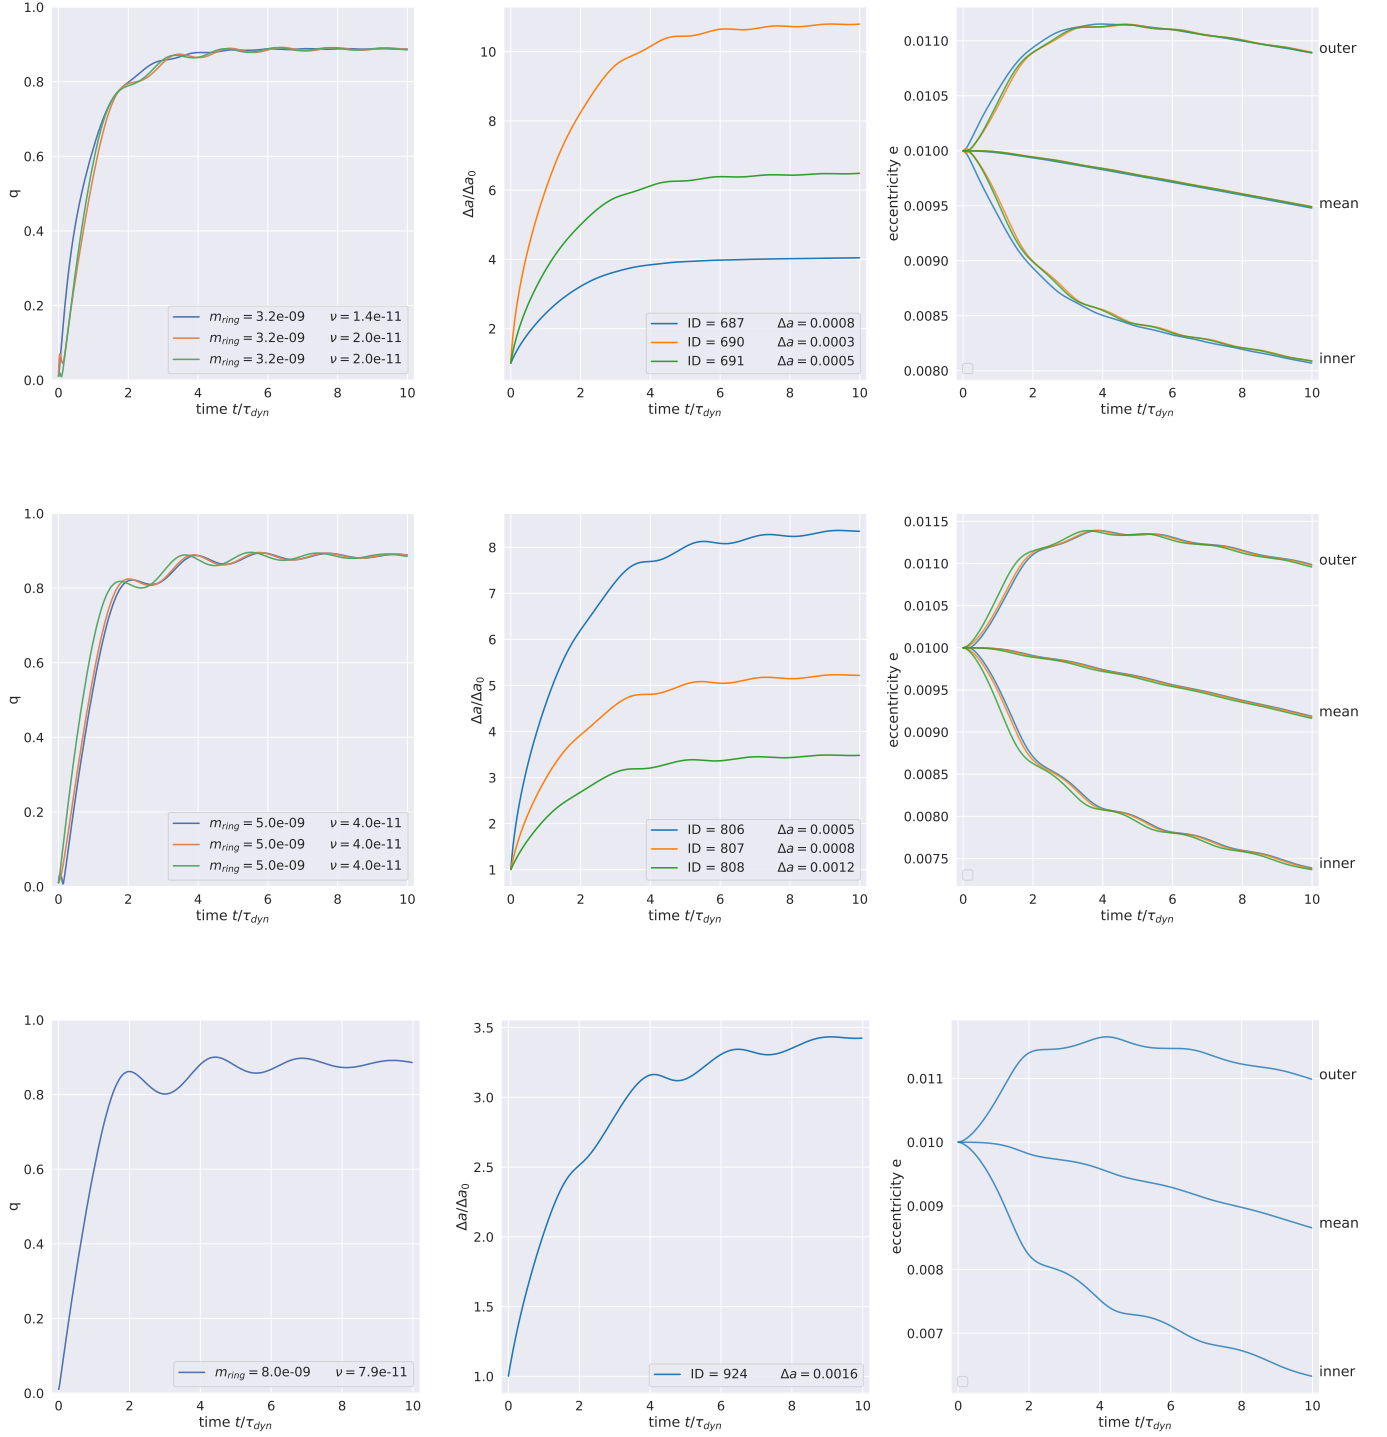 1.0
0.8
0.6
0.4
0.2
0.0
q
0 2 4 6 8 10
time t/τ_dyn
m_ring = 3.2e-09 ν = 1.4e-11
m_ring = 3.2e-09 ν = 2.0e-11
m_ring = 3.2e-09 ν = 2.0e-11
10
8
6
4
2
Δa/Δa₀
0 2 4 6 8 10
time t/τ_dyn
ID = 687 Δa = 0.0008
ID = 690 Δa = 0.0003
ID = 691 Δa = 0.0005
0.0110
0.0105
0.0100
0.0095
0.0090
0.0085
0.0080
eccentricity e
0 2 4 6 8 10
time t/τ_dyn
outer
mean
inner
1.0
0.8
0.6
0.4
0.2
0.0
q
0 2 4 6 8 10
time t/τ_dyn
m_ring = 5.0e-09 ν = 4.0e-11
m_ring = 5.0e-09 ν = 4.0e-11
m_ring = 5.0e-09 ν = 4.0e-11
8
7
6
5
4
3
2
1
Δa/Δa₀
0 2 4 6 8 10
time t/τ_dyn
ID = 806 Δa = 0.0005
ID = 807 Δa = 0.0008
ID = 808 Δa = 0.0012
0.0115
0.0110
0.0105
0.0100
0.0095
0.0090
0.0085
0.0080
0.0075
eccentricity e
0 2 4 6 8 10
time t/τ_dyn
outer
mean
inner
1.0
0.8
0.6
0.4
0.2
0.0
q
0 2 4 6 8 10
time t/τ_dyn
m_ring = 8.0e-09 ν = 7.9e-11
3.5
3.0
2.5
2.0
1.5
1.0
Δa/Δa₀
0 2 4 6 8 10
time t/τ_dyn
ID = 924 Δa = 0.0016
0.011
0.010
0.009
0.008
0.007
eccentricity e
0 2 4 6 8 10
time t/τ_dyn
outer
mean
inner